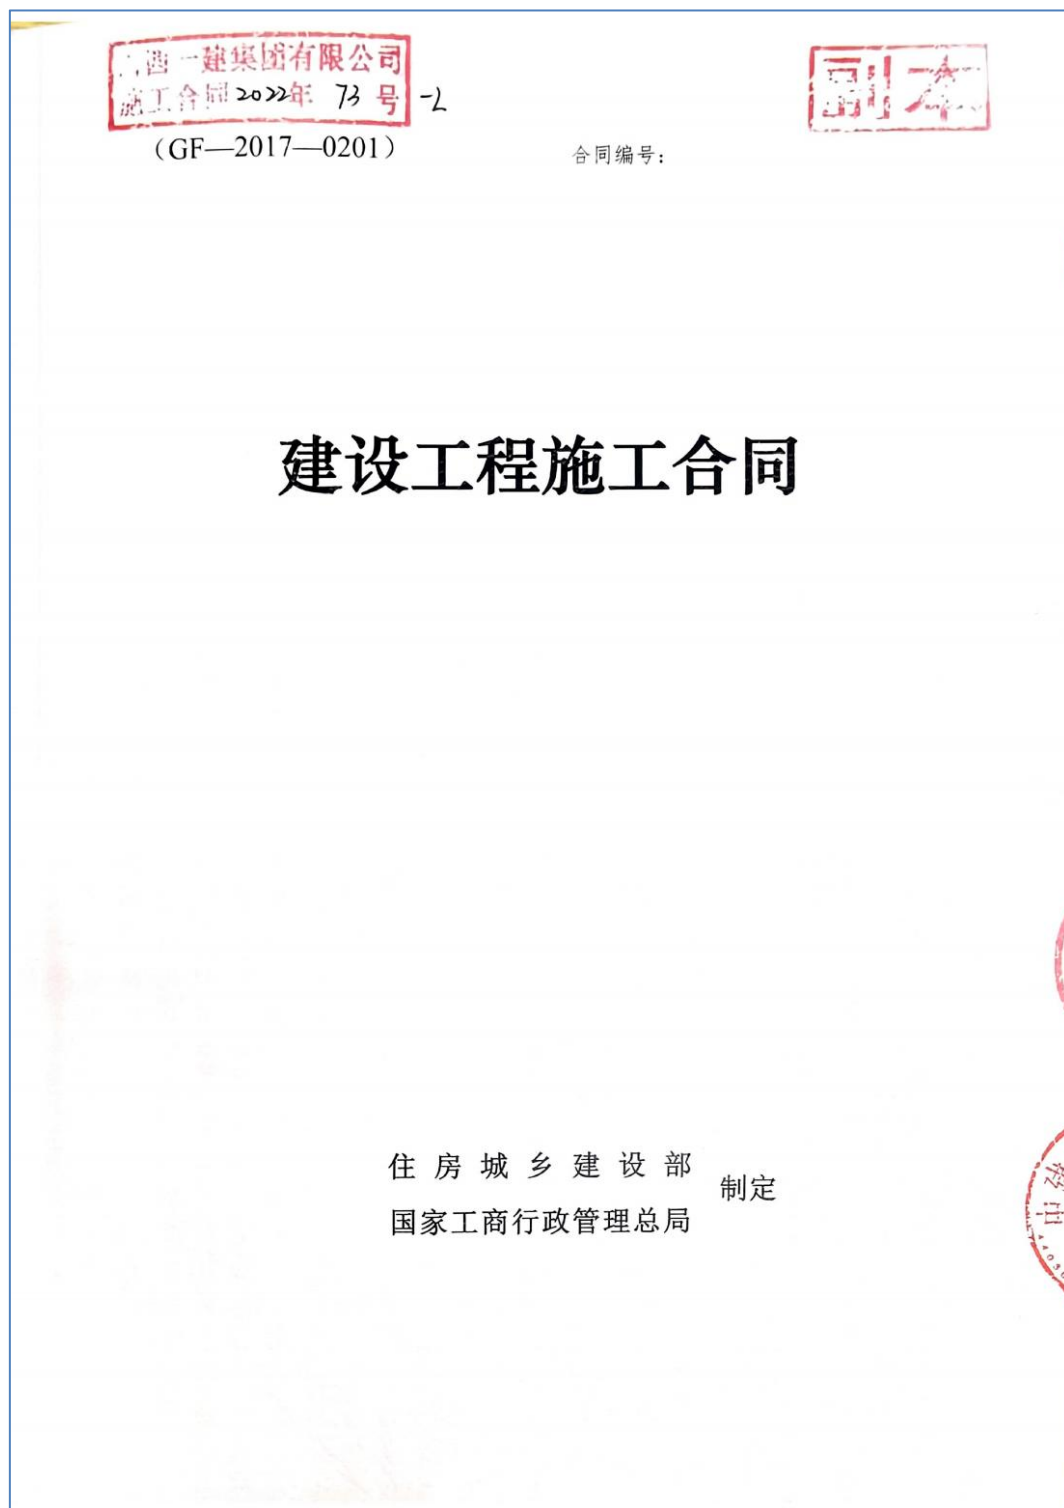 西一建集团有限公司
施工合同2022年 73 号 -2
副本
(GF—2017—0201)
合同编号:
建设工程施工合同
住房城乡建设部
国家工商行政管理总局
制定